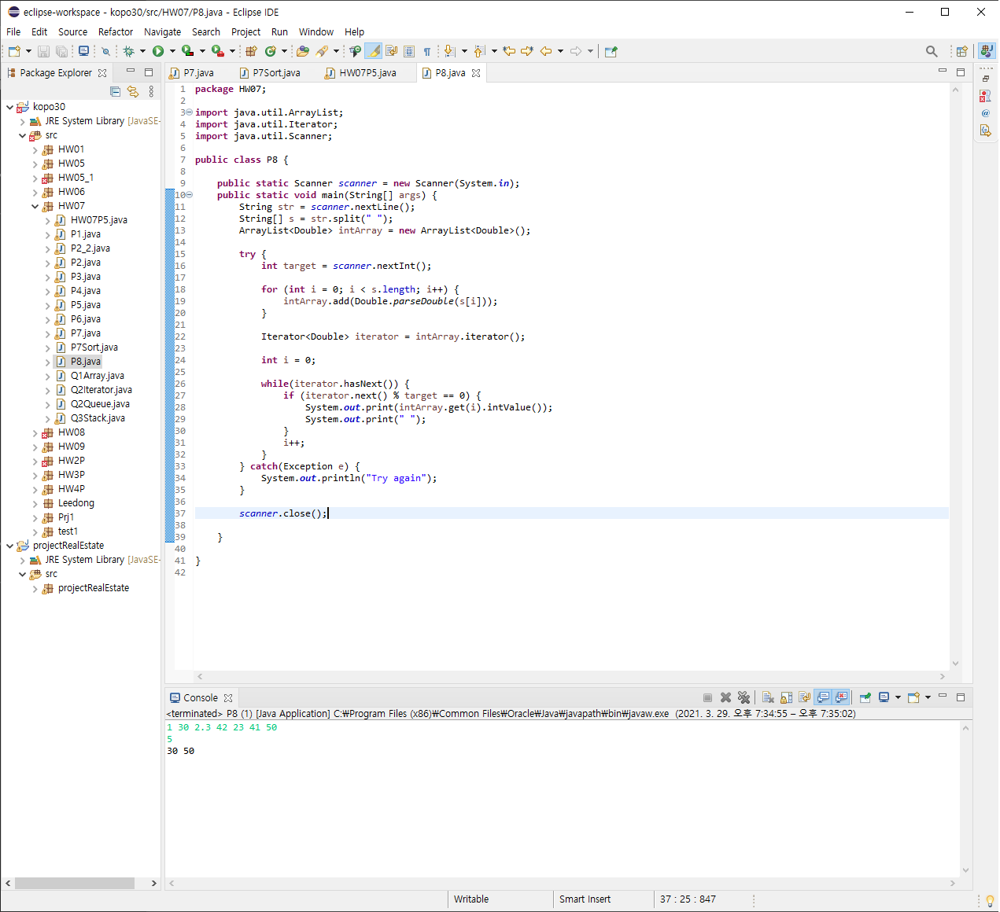 eclipse-workspace - kopo30/src/HW07/P8.java - Eclipse IDE
File Edit Source Refactor Navigate Search Project Run Window Help
Package Explorer
kopo30
JRE System Library [JavaSE-
src
HW01
HW05
HW05_1
HW06
HW07
HW07P5.java
P1.java
P2_2.java
P2.java
P3.java
P4.java
P5.java
P6.java
P7.java
P7Sort.java
P8.java
Q1Array.java
Q2Iterator.java
Q2Queue.java
Q3Stack.java
HW08
HW09
HW2P
HW3P
HW4P
Leedong
Prj1
test1
projectRealEstate
JRE System Library [JavaSE-
src
projectRealEstate
P7.java P7Sort.java HW07P5.java P8.java
1 package HW07;
2
3 import java.util.ArrayList;
4 import java.util.Iterator;
5 import java.util.Scanner;
6
7 public class P8 {
8
9 public static Scanner scanner = new Scanner(System.in);
10 public static void main(String[] args) {
11 String str = scanner.nextLine();
12 String[] s = str.split(" ");
13 ArrayList<Double> intArray = new ArrayList<Double>();
14
15 try {
16 int target = scanner.nextInt();
17
18 for (int i = 0; i < s.length; i++) {
19 intArray.add(Double.parseDouble(s[i]));
20 }
21
22 Iterator<Double> iterator = intArray.iterator();
23
24 int i = 0;
25
26 while(iterator.hasNext()) {
27 if (iterator.next() % target == 0) {
28 System.out.print(intArray.get(i).intValue());
29 System.out.print(" ");
30 }
31 i++;
32 }
33 } catch(Exception e) {
34 System.out.println("Try again");
35 }
36
37 scanner.close();
38
39 }
40
41 }
42
Console
<terminated> P8 (1) [Java Application] C:₩Program Files (x86)₩Common Files₩Oracle₩Java₩javapath₩bin₩javaw.exe (2021. 3. 29. 오후 7:34:55 – 오후 7:35:02)
1 30 2.3 42 23 41 50
5
30 50
Writable Smart Insert 37 : 25 : 847